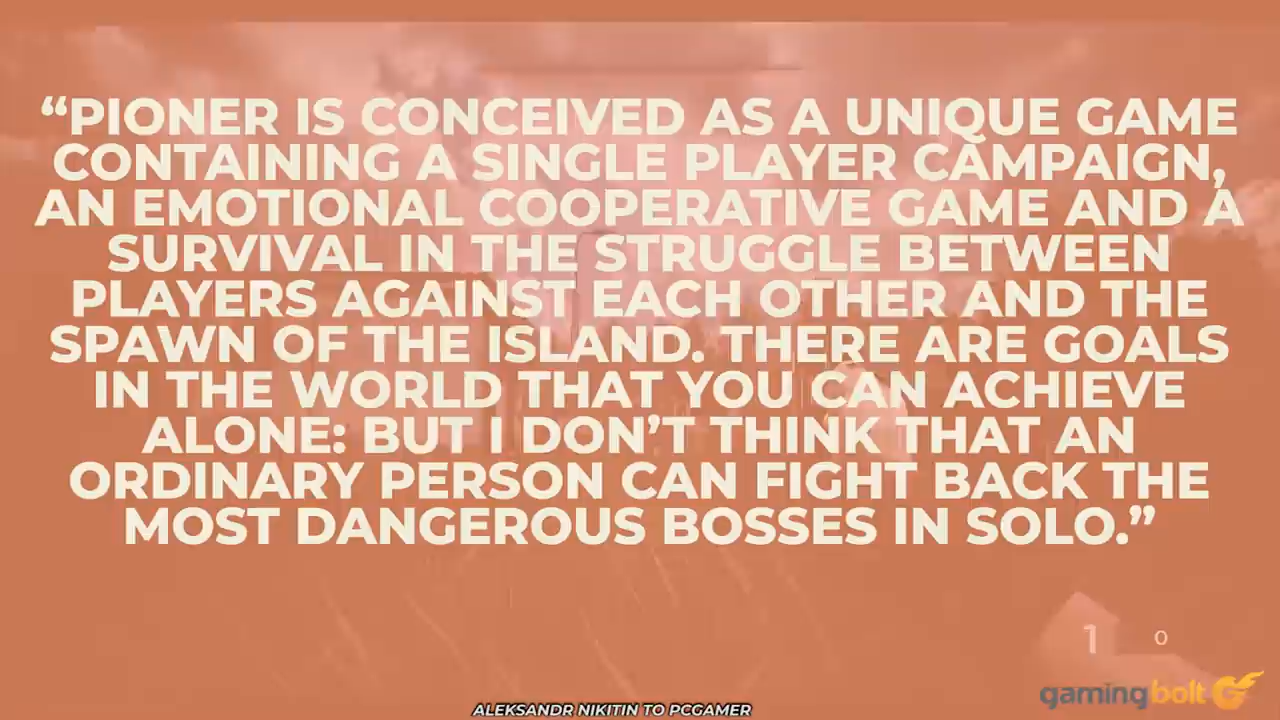 “PIONER IS CONCEIVED AS A UNIQUE GAME
CONTAINING A SINGLE PLAYER CAMPAIGN,
AN EMOTIONAL COOPERATIVE GAME AND A
SURVIVAL IN THE STRUGGLE BETWEEN
PLAYERS AGAINST EACH OTHER AND THE
SPAWN OF THE ISLAND. THERE ARE GOALS
IN THE WORLD THAT YOU CAN ACHIEVE
ALONE: BUT I DON’T THINK THAT AN
ORDINARY PERSON CAN FIGHT BACK THE
MOST DANGEROUS BOSSES IN SOLO.”
1 0
gamingbolt
ALEKSANDR NIKITIN TO PCGAMER